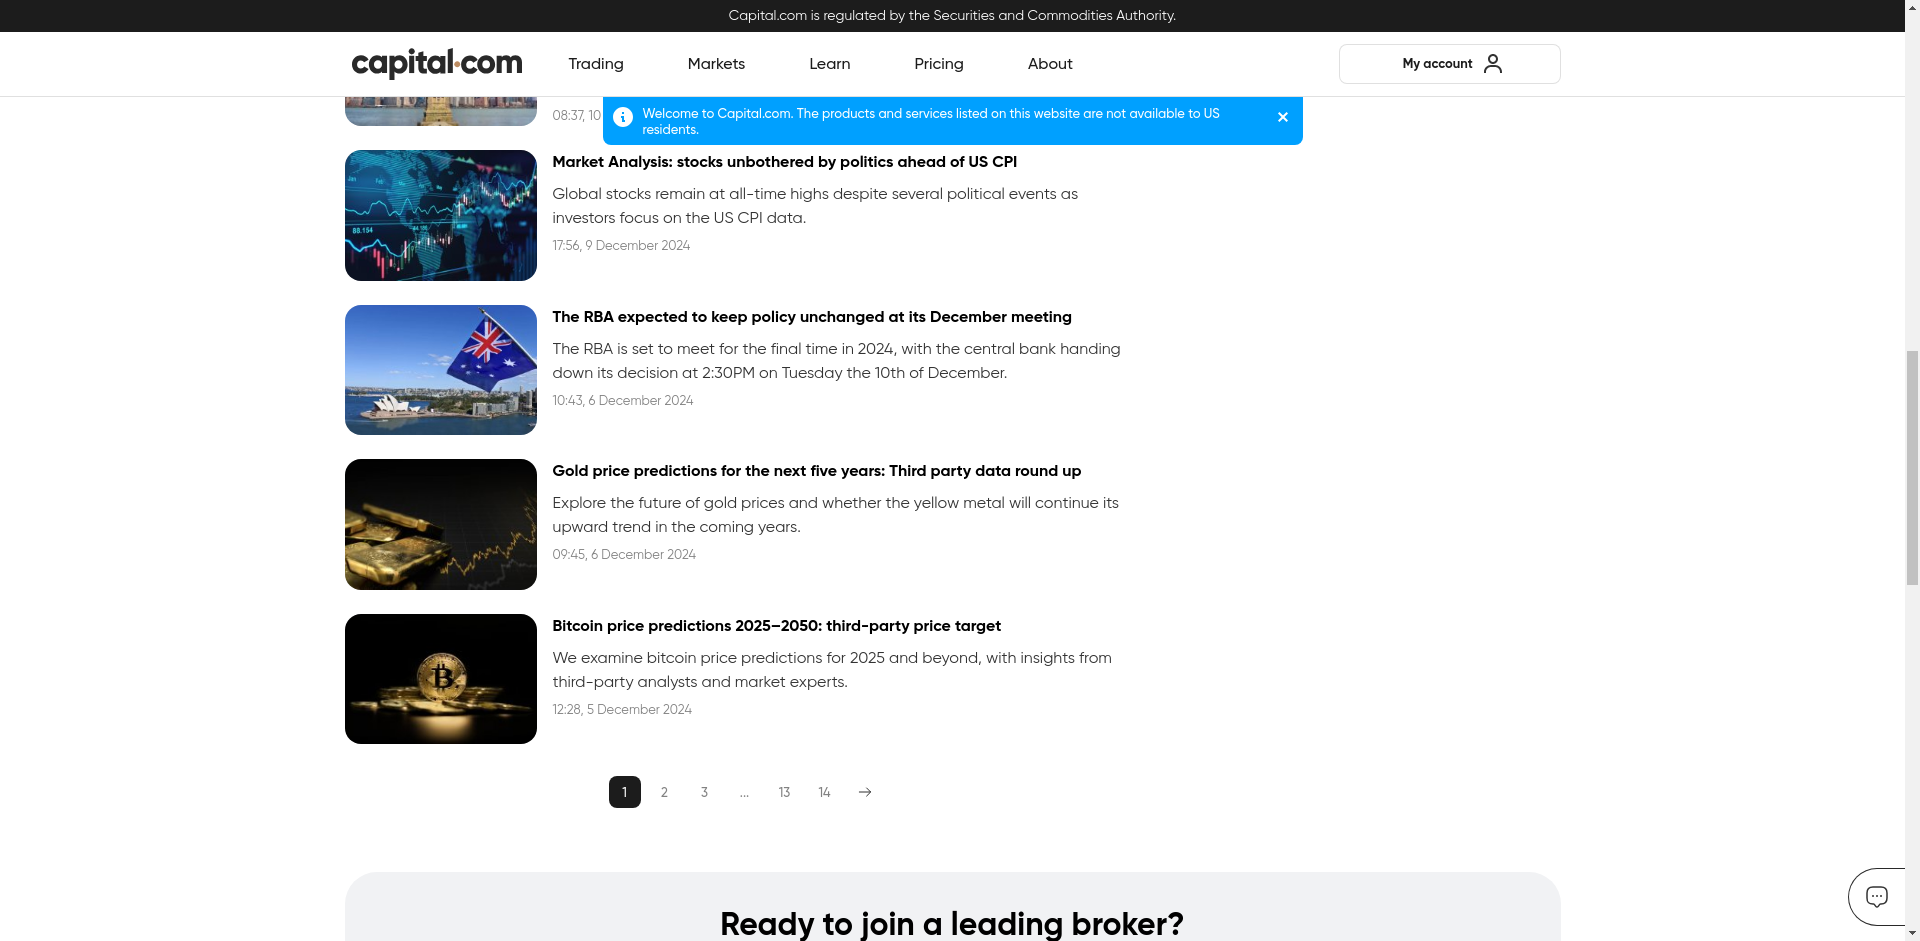 Capital.com is regulated by the Securities and Commodities Authority.
capital.com
Trading
Markets
Learn
Pricing
About
My account
08:37, 10
Welcome to Capital.com. The products and services listed on this website are not available to US
residents.
Market Analysis: stocks unbothered by politics ahead of US CPI
Global stocks remain at all-time highs despite several political events as
investors focus on the US CPI data.
17:56, 9 December 2024
The RBA expected to keep policy unchanged at its December meeting
The RBA is set to meet for the final time in 2024, with the central bank handing
down its decision at 2:30PM on Tuesday the 10th of December.
10:43, 6 December 2024
Gold price predictions for the next five years: Third party data round up
Explore the future of gold prices and whether the yellow metal will continue its
upward trend in the coming years.
09:45, 6 December 2024
Bitcoin price predictions 2025–2050: third-party price target
We examine bitcoin price predictions for 2025 and beyond, with insights from
third-party analysts and market experts.
12:28, 5 December 2024
1 2 3 ... 13 14
Ready to join a leading broker?